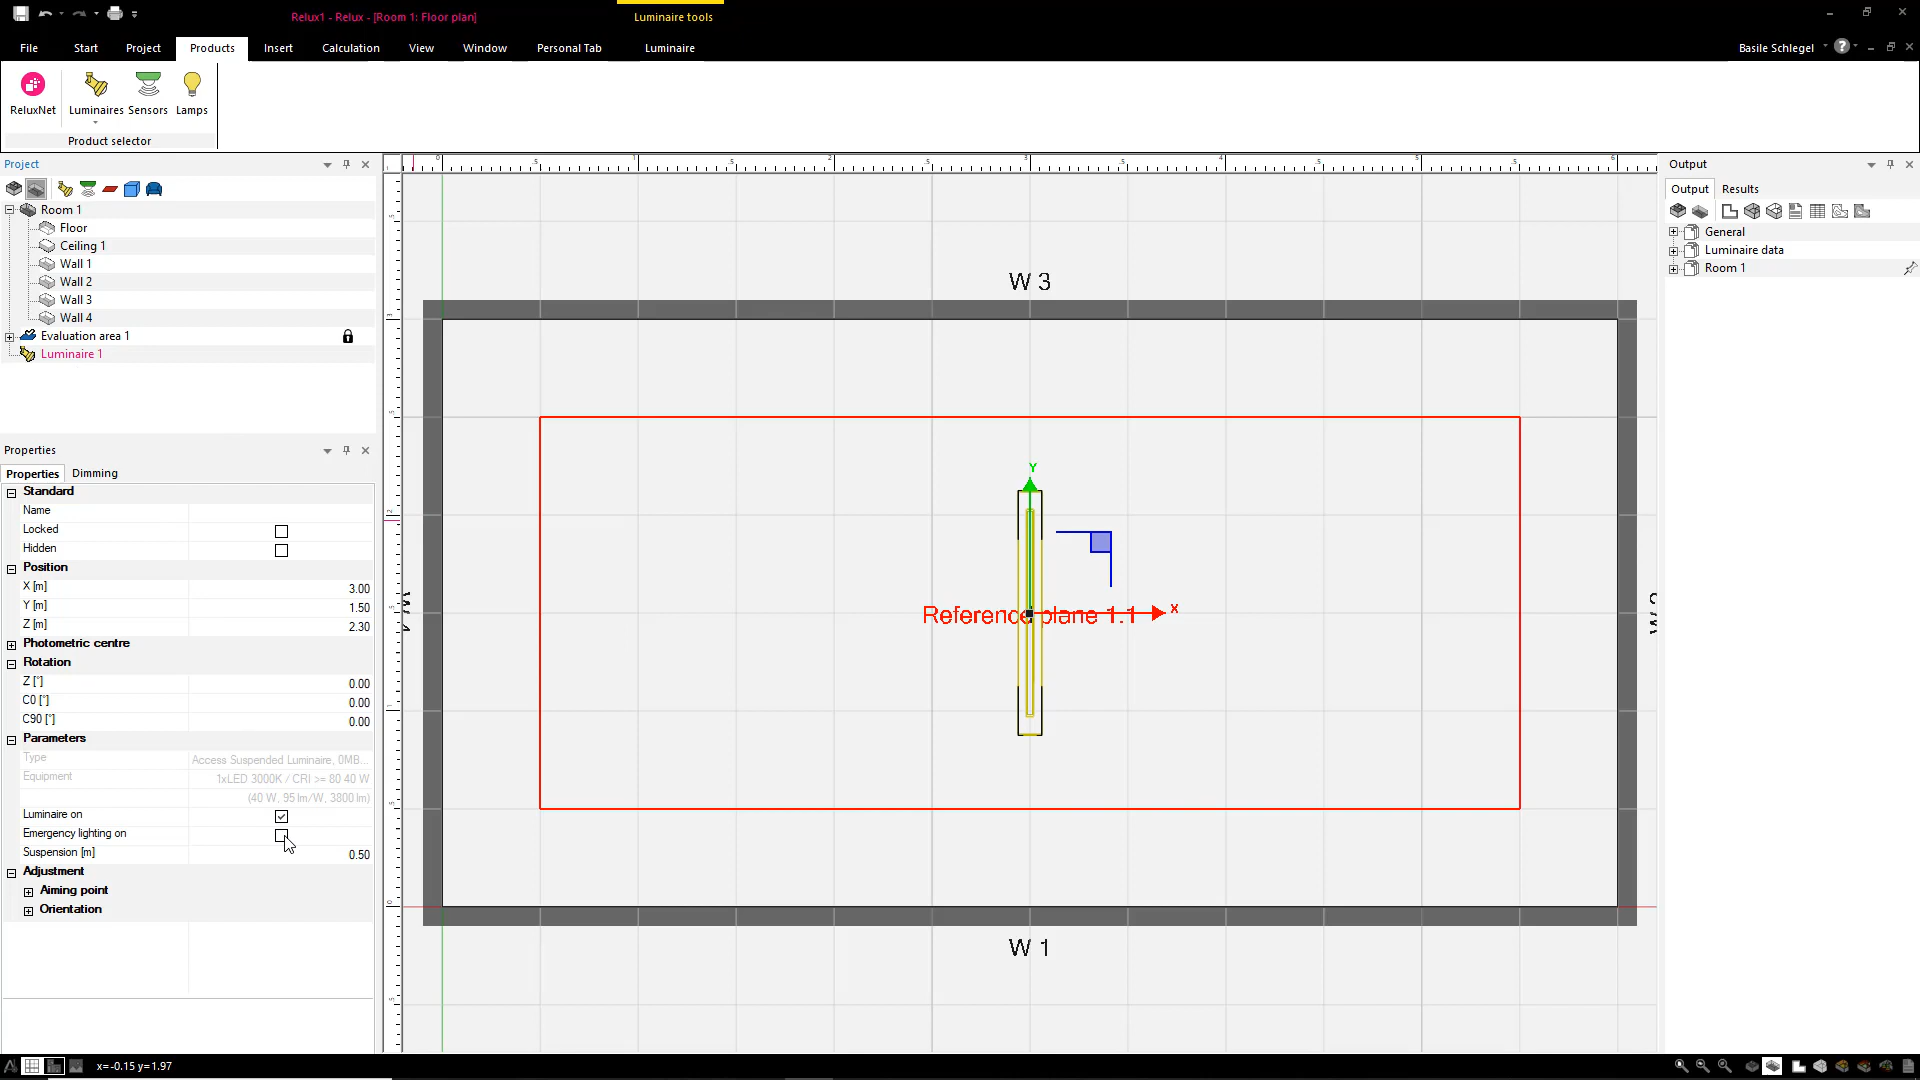 Relux1 - Relux - [Room 1: Floor plan]
Luminaire tools
File
Start
Project
Products
Insert
Calculation
View
Window
Personal Tab
Luminaire
Basile Schlegel
ReluxNet
Luminaires
Sensors
Lamps
Product selector
Project
Room 1
Floor
Ceiling 1
Wall 1
Wall 2
Wall 3
Wall 4
Evaluation area 1
Luminaire 1
Properties
Properties
Dimming
Standard
Name
Locked
Hidden
Position
X [m] 3.00
Y [m] 1.50
Z [m] 2.30
Photometric centre
Rotation
Z [°] 0.00
C0 [°] 0.00
C90 [°] 0.00
Parameters
Type Access Suspended Luminaire, 0MB...
Equipment 1xLED 3000K / CRI >= 80 40 W
(40 W, 95 lm/W, 3800 lm)
Luminaire on
Emergency lighting on
Suspension [m] 0.50
Adjustment
Aiming point
Orientation
W 3
Y
Reference plane 1.1
X
W 1
Output
Output
Results
General
Luminaire data
Room 1
x=-0.15 y=1.97